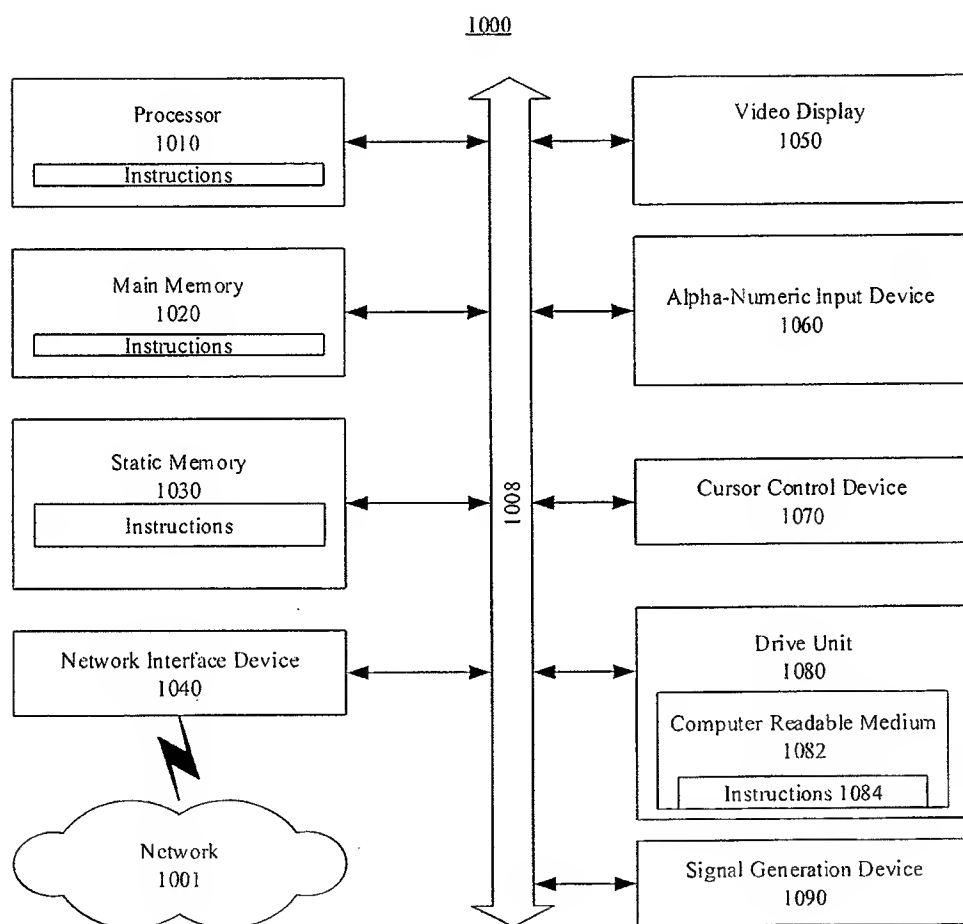 1000
Processor
1010
Instructions
Main Memory
1020
Instructions
Static Memory
1030
Instructions
Network Interface Device
1040
Network
1001
1008
Video Display
1050
Alpha-Numeric Input Device
1060
Cursor Control Device
1070
Drive Unit
1080
Computer Readable Medium
1082
Instructions 1084
Signal Generation Device
1090